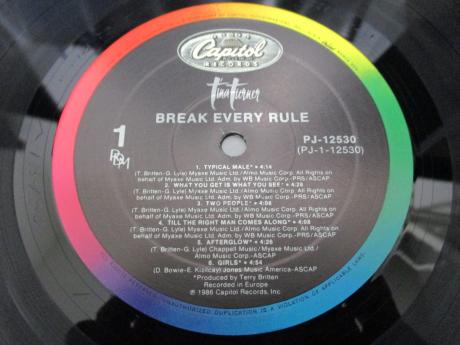 Capitol
RECORDS
Tina Turner
BREAK EVERY RULE
1
PJ-12530
(PJ-1-12530)
1. TYPICAL MALE* • 4:14
(T. Britten-G. Lyle) Myaxe Music Ltd./Almo Music Corp. All Rights on
behalf of Myaxe Music Ltd. Adm. by WB Music Corp.-PRS/ASCAP
2. WHAT YOU GET IS WHAT YOU SEE* • 4:26
(T. Britten-G. Lyle) Myaxe Music Ltd./Almo Music Corp. All Rights on
behalf of Myaxe Music Ltd. Adm. by WB Music Corp.-PRS/ASCAP
3. TWO PEOPLE* • 4:08
(T. Britten-G. Lyle) Myaxe Music Ltd./Almo Music Corp. All Rights on
behalf of Myaxe Music Ltd. Adm. by WB Music Corp.-PRS/ASCAP
4. TILL THE RIGHT MAN COMES ALONG* • 4:08
(T. Britten-G. Lyle) Myaxe Music Ltd./Almo Music Corp. All Rights on
behalf of Myaxe Music Ltd. Adm. by WB Music Corp.-PRS/ASCAP
5. AFTERGLOW* • 4:26
(T. Britten-G. Lyle) Chappell Music/Myaxe Music Ltd./
Almo Music Corp.-ASCAP
6. GIRLS* • 4:54
(D. Bowie-E. Kizilcay) Jones Music America-ASCAP
*Produced by Terry Britten
Recorded in Europe
℗ 1986 Capitol Records, Inc.
UNAUTHORIZED DUPLICATION IS A VIOLATION OF APPLICABLE LAWS.